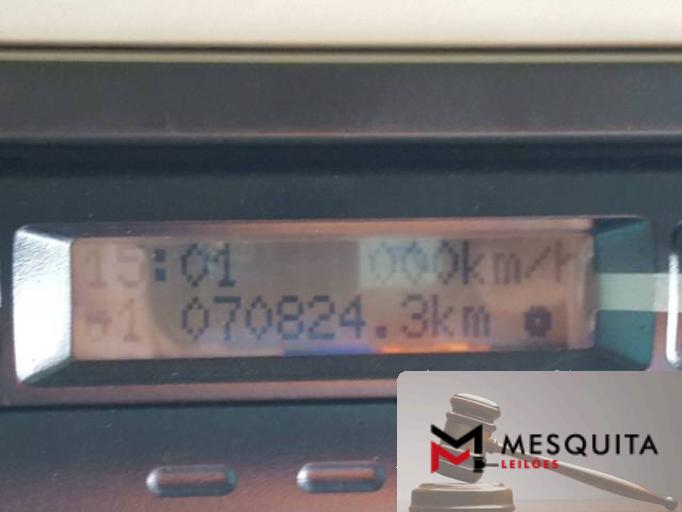 15:01 000km/h
1 070824.3km
MESQUITA
LEILÕES